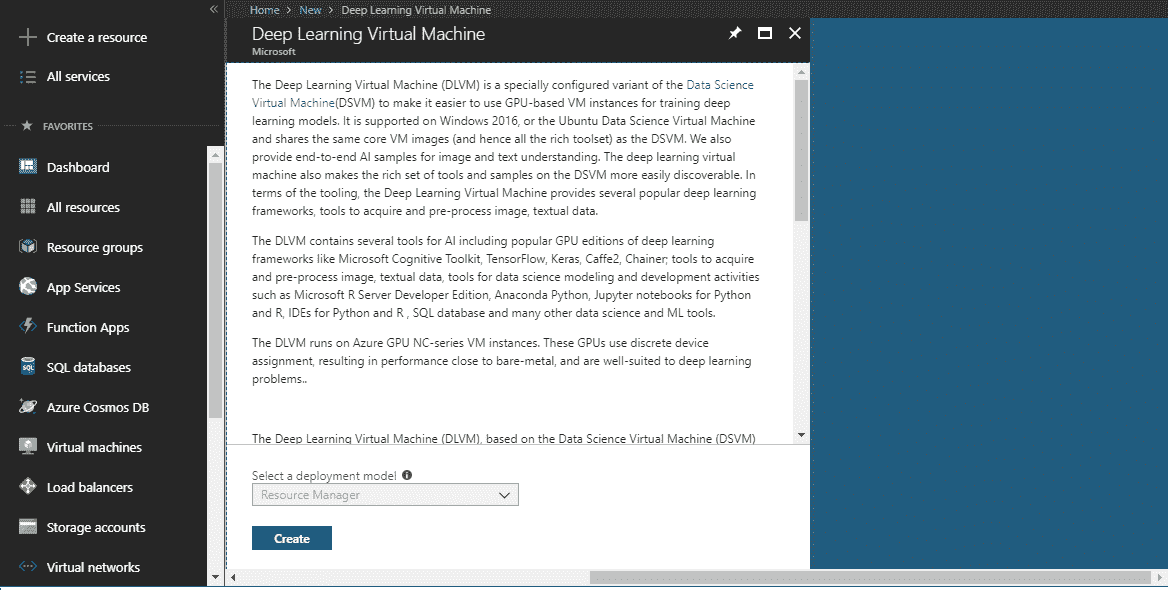 Create a resource
All services
FAVORITES
Dashboard
All resources
Resource groups
App Services
Function Apps
SQL databases
Azure Cosmos DB
Virtual machines
Load balancers
Storage accounts
Virtual networks
Home > New > Deep Learning Virtual Machine
Deep Learning Virtual Machine
Microsoft
The Deep Learning Virtual Machine (DLVM) is a specially configured variant of the Data Science
Virtual Machine(DSVM) to make it easier to use GPU-based VM instances for training deep
learning models. It is supported on Windows 2016, or the Ubuntu Data Science Virtual Machine
and shares the same core VM images (and hence all the rich toolset) as the DSVM. We also
provide end-to-end AI samples for image and text understanding. The deep learning virtual
machine also makes the rich set of tools and samples on the DSVM more easily discoverable. In
terms of the tooling, the Deep Learning Virtual Machine provides several popular deep learning
frameworks, tools to acquire and pre-process image, textual data.
The DLVM contains several tools for AI including popular GPU editions of deep learning
frameworks like Microsoft Cognitive Toolkit, TensorFlow, Keras, Caffe2, Chainer; tools to acquire
and pre-process image, textual data, tools for data science modeling and development activities
such as Microsoft R Server Developer Edition, Anaconda Python, Jupyter notebooks for Python
and R, IDEs for Python and R , SQL database and many other data science and ML tools.
The DLVM runs on Azure GPU NC-series VM instances. These GPUs use discrete device
assignment, resulting in performance close to bare-metal, and are well-suited to deep learning
problems..
The Deep Learning Virtual Machine (DLVM), based on the Data Science Virtual Machine (DSVM)
Select a deployment model
Resource Manager
Create